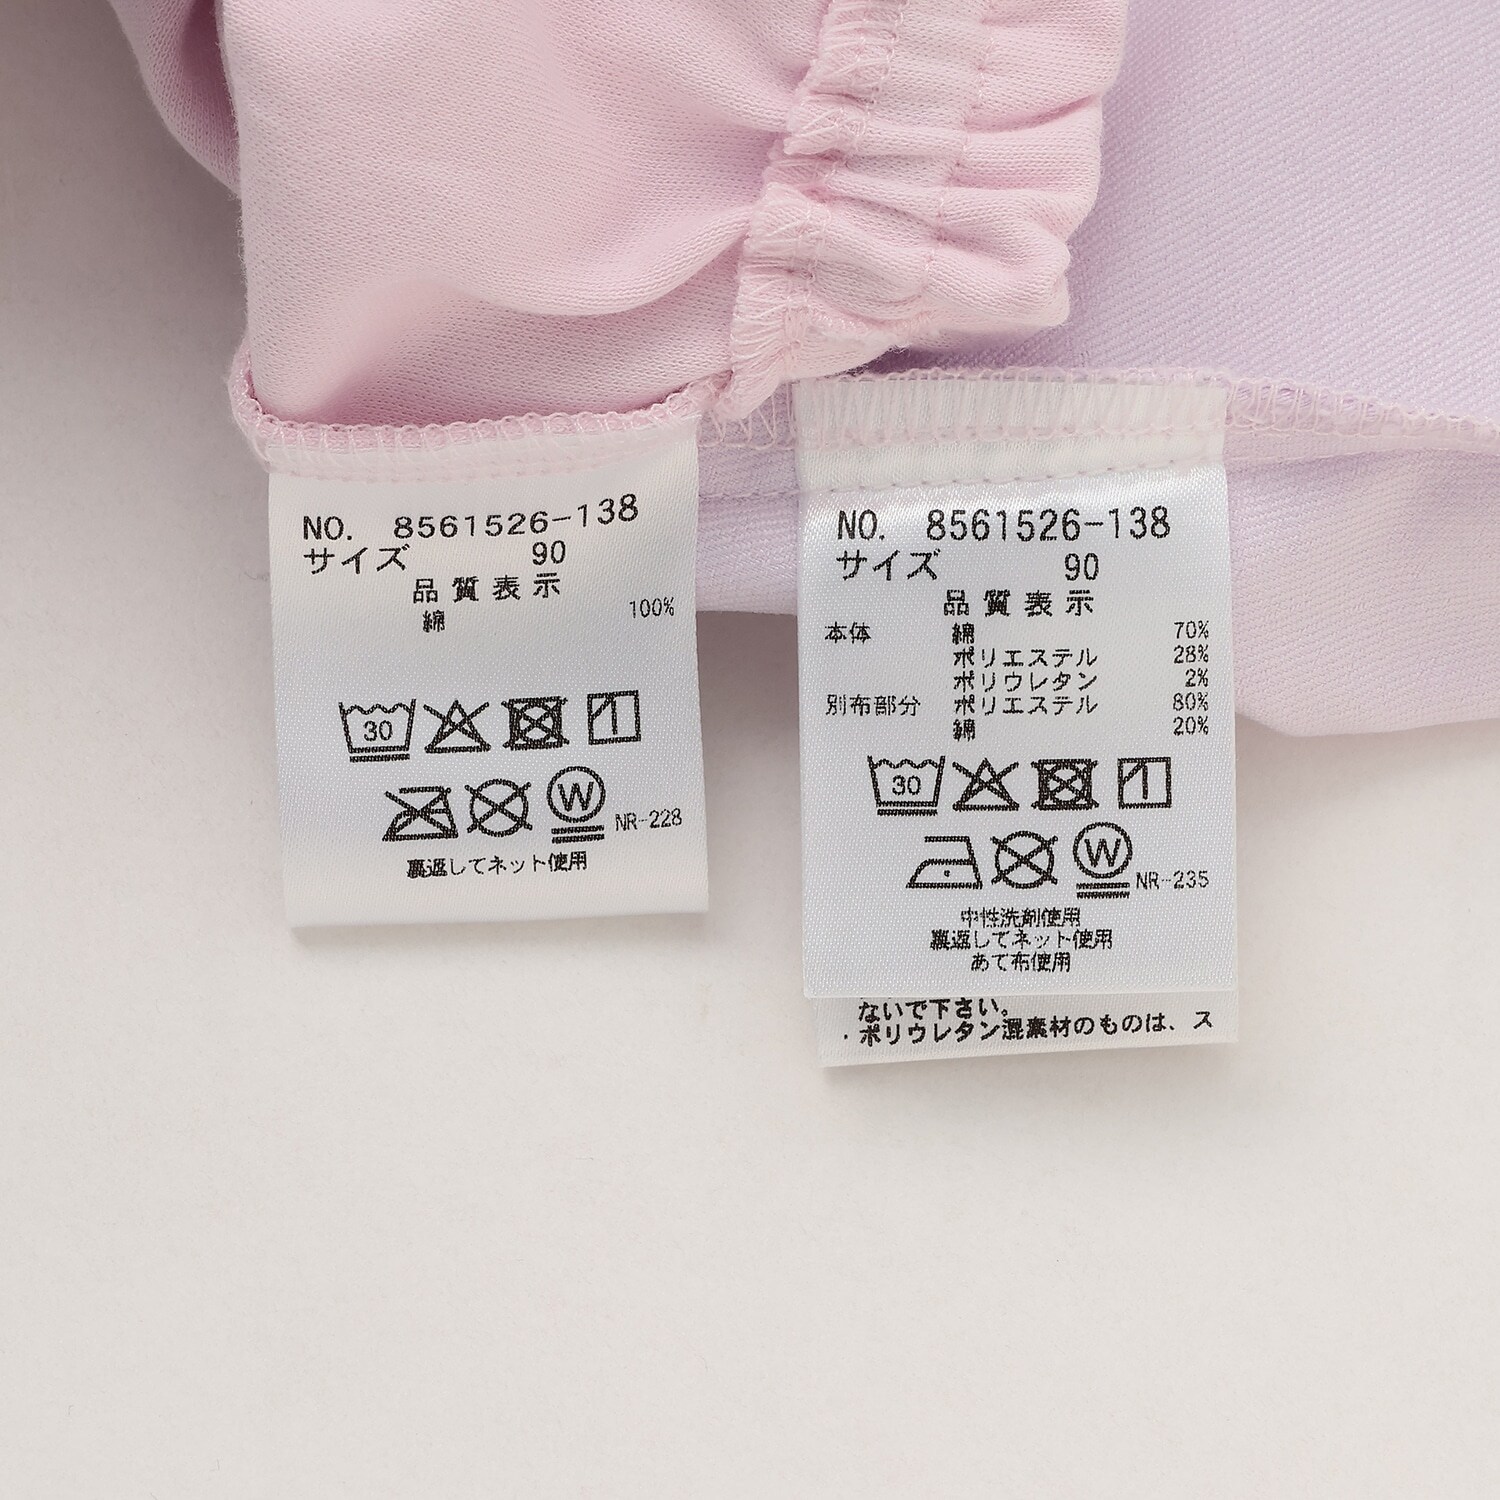 NO. 8561526-138
サイズ 90
品質表示
綿 100%
30
W NR-228
裏返してネット使用
NO. 8561526-138
サイズ 90
品質表示
本体 綿 70%
ポリエステル 28%
ポリウレタン 2%
別布部分 ポリエステル 80%
綿 20%
30
W NR-235
中性洗剤使用
裏返してネット使用
あて布使用
ないで下さい。
・ポリウレタン混素材のものは、ス